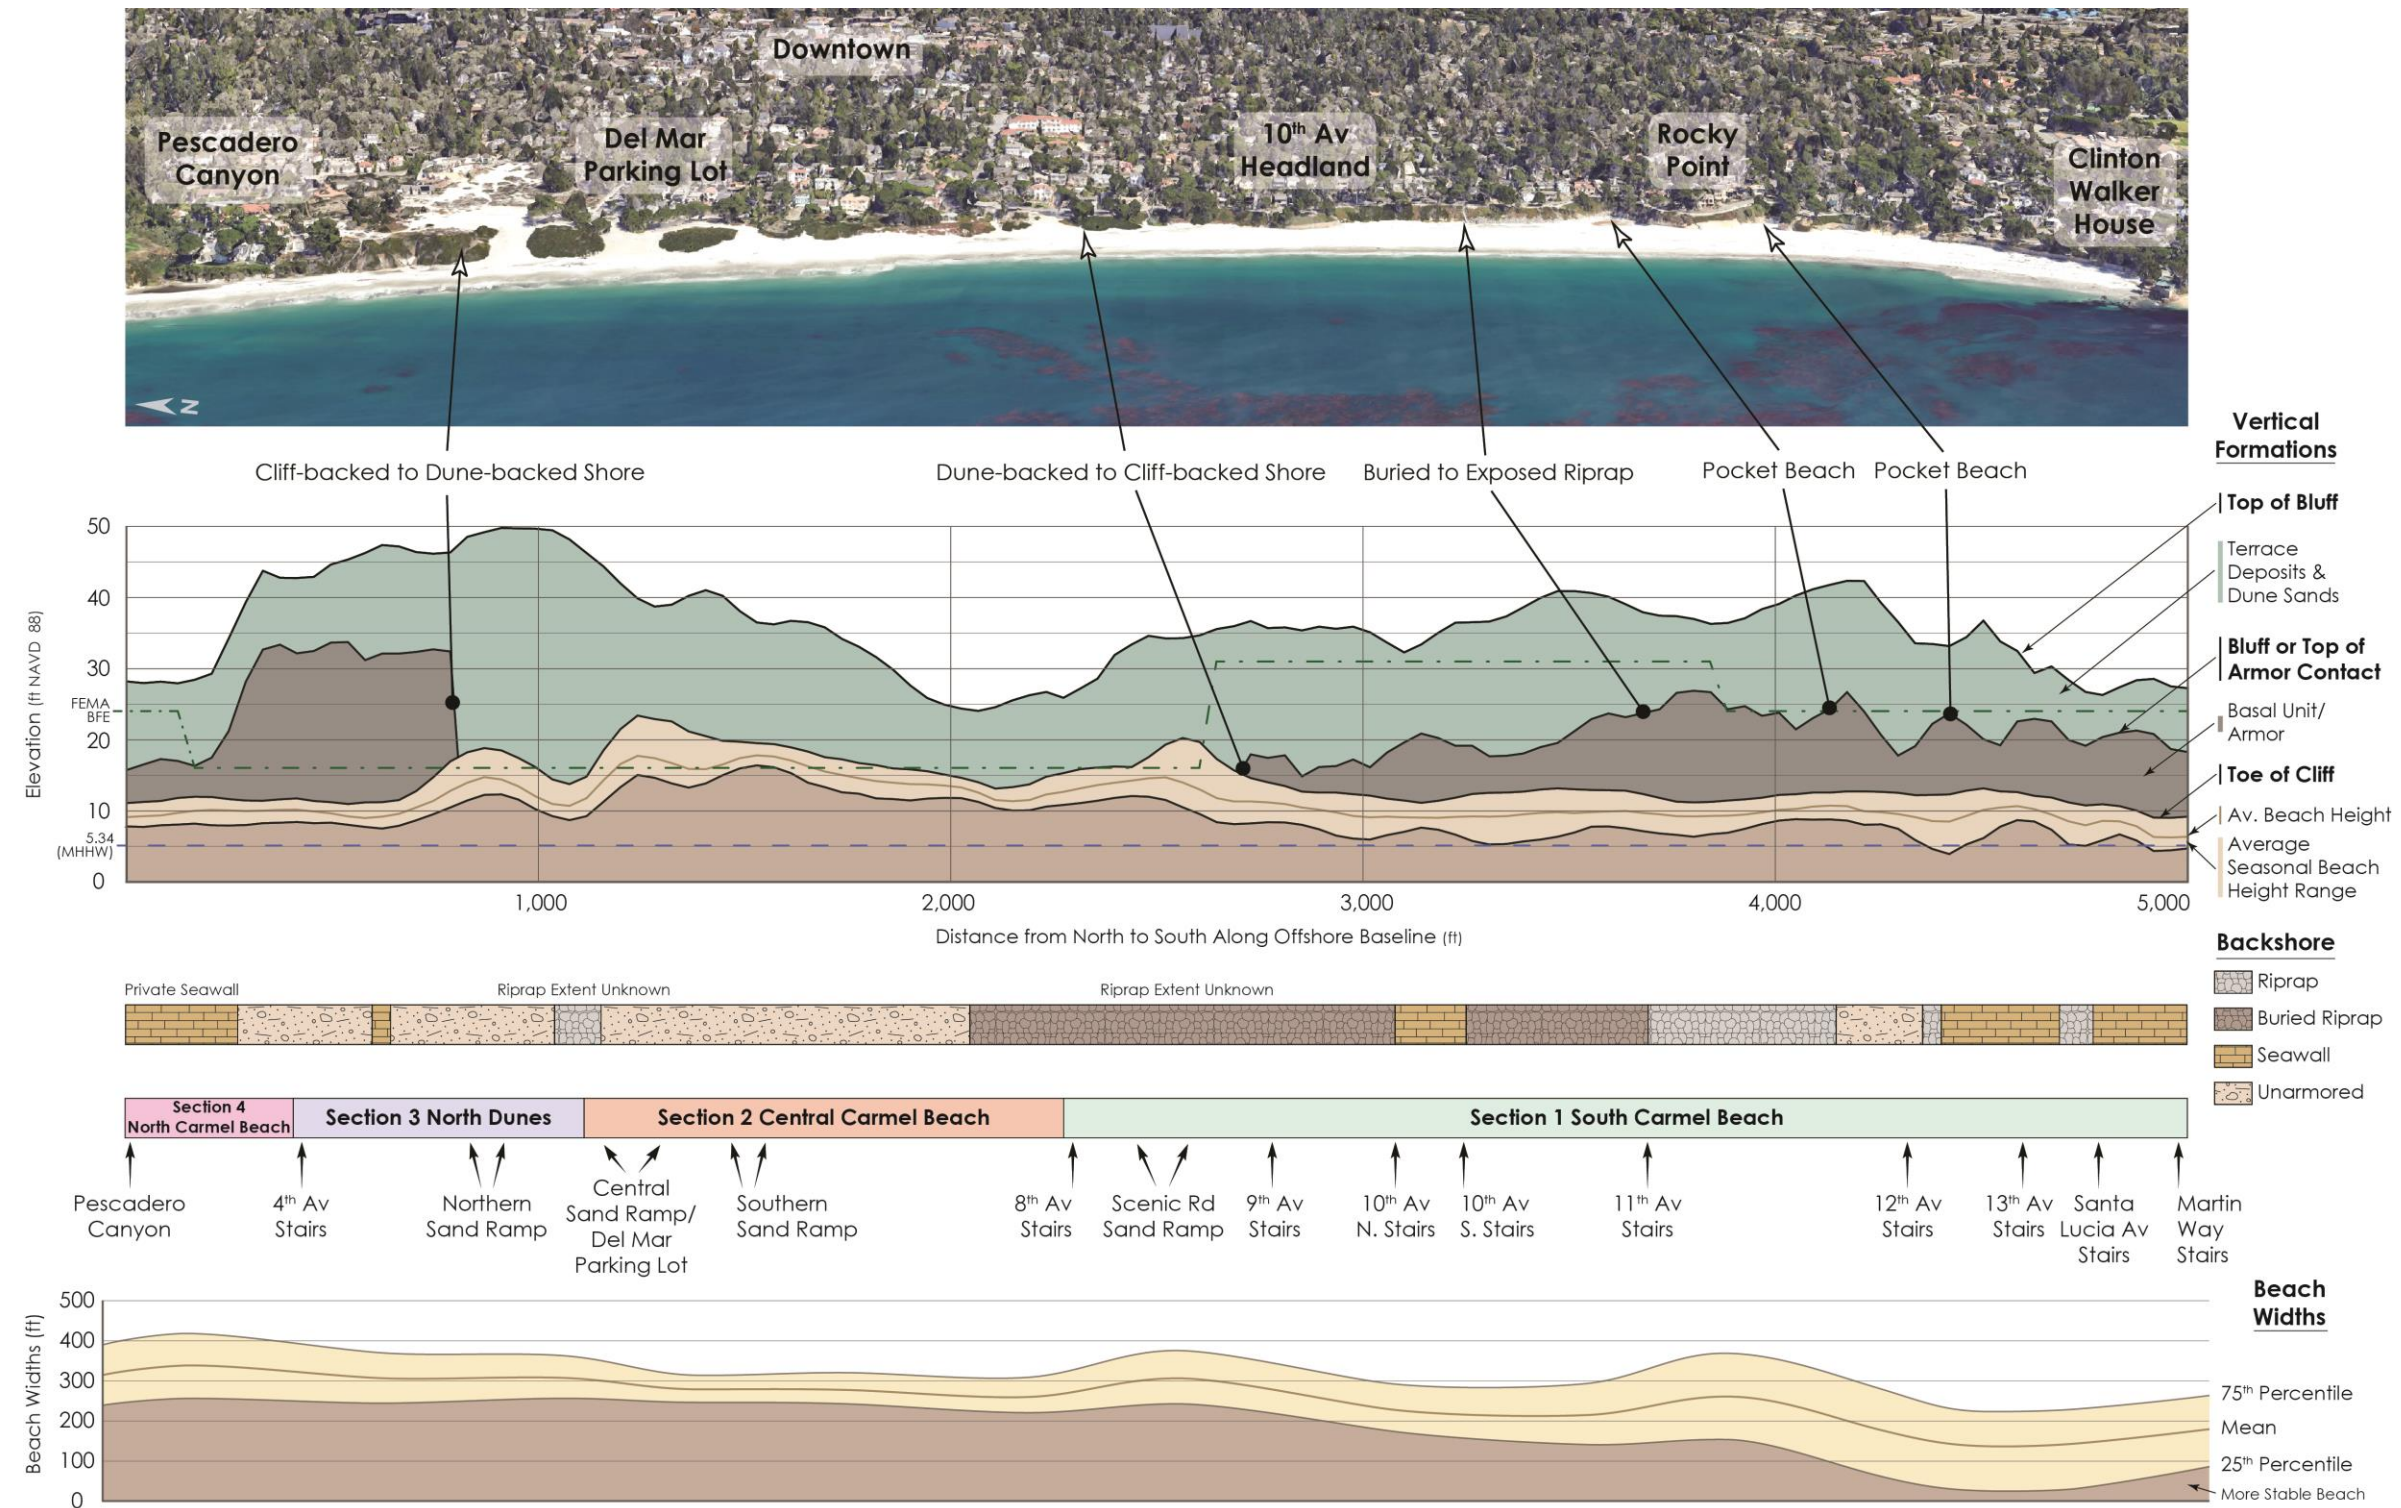 Downtown
Pescadero
Canyon
Del Mar
Parking Lot
10th Av
Headland
Rocky
Point
Clinton
Walker
House
N
Cliff-backed to Dune-backed Shore
Dune-backed to Cliff-backed Shore
Buried to Exposed Riprap
Pocket Beach
Pocket Beach
Vertical
Formations
Top of Bluff
Terrace
Deposits &
Dune Sands
Bluff or Top of
Armor Contact
Basal Unit/
Armor
Toe of Cliff
Av. Beach Height
Average
Seasonal Beach
Height Range
Elevation (ft NAVD 88)
50
40
30
FEMA
BFE
20
10
5.34
(MHHW)
0
1,000
2,000
3,000
4,000
5,000
Distance from North to South Along Offshore Baseline (ft)
Backshore
Riprap
Buried Riprap
Seawall
Unarmored
Private Seawall
Riprap Extent Unknown
Riprap Extent Unknown
Section 4
North Carmel Beach
Section 3 North Dunes
Section 2 Central Carmel Beach
Section 1 South Carmel Beach
Pescadero
Canyon
4th Av
Stairs
Northern
Sand Ramp
Central
Sand Ramp/
Del Mar
Parking Lot
Southern
Sand Ramp
8th Av
Stairs
Scenic Rd
Sand Ramp
9th Av
Stairs
10th Av
N. Stairs
10th Av
S. Stairs
11th Av
Stairs
12th Av
Stairs
13th Av
Stairs
Santa
Lucia Av
Stairs
Martin
Way
Stairs
Beach
Widths
Beach Widths (ft)
500
400
300
200
100
0
75th Percentile
Mean
25th Percentile
More Stable Beach